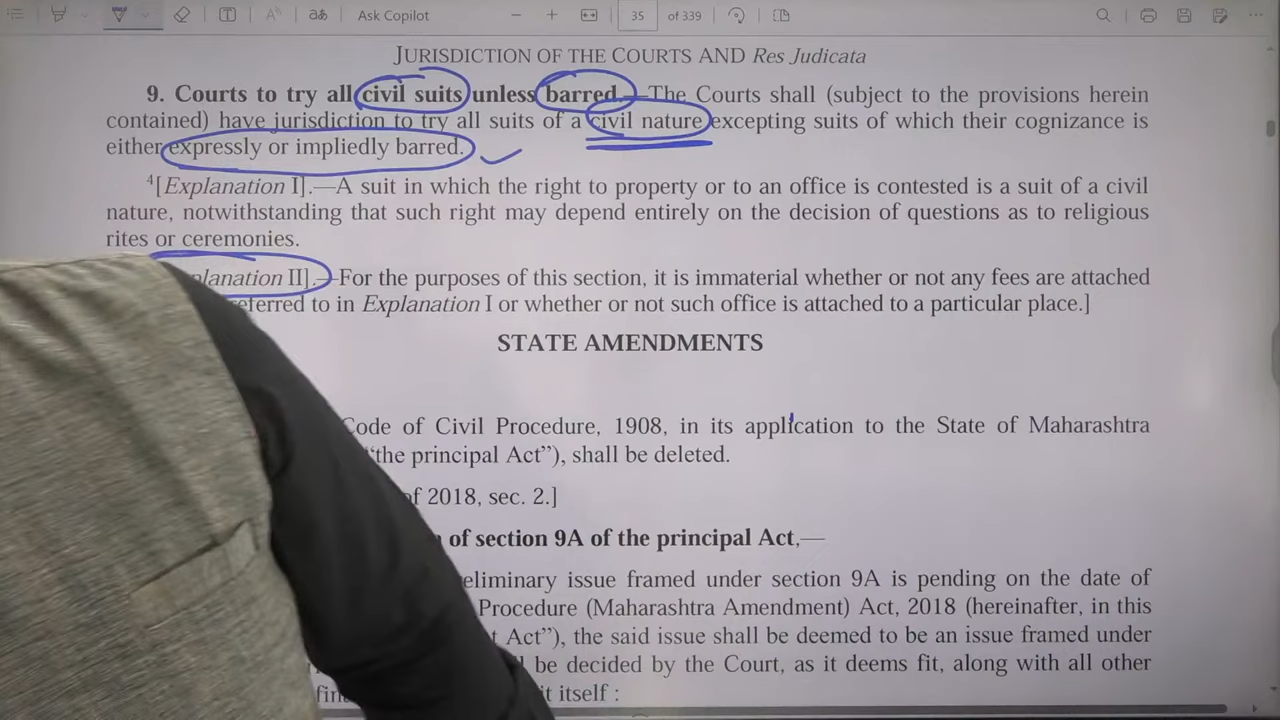 Ask Copilot
35 of 339
JURISDICTION OF THE COURTS AND Res Judicata
9. Courts to try all civil suits unless barred.—The Courts shall (subject to the provisions herein
contained) have jurisdiction to try all suits of a civil nature excepting suits of which their cognizance is
either expressly or impliedly barred.
4[Explanation I].—A suit in which the right to property or to an office is contested is a suit of a civil
nature, notwithstanding that such right may depend entirely on the decision of questions as to religious
rites or ceremonies.
planation II].—For the purposes of this section, it is immaterial whether or not any fees are attached
eferred to in Explanation I or whether or not such office is attached to a particular place.]
STATE AMENDMENTS
Code of Civil Procedure, 1908, in its application to the State of Maharashtra
“the principal Act”), shall be deleted.
of 2018, sec. 2.]
of section 9A of the principal Act,—
eliminary issue framed under section 9A is pending on the date of
Procedure (Maharashtra Amendment) Act, 2018 (hereinafter, in this
Act”), the said issue shall be deemed to be an issue framed under
be decided by the Court, as it deems fit, along with all other
fin it itself :